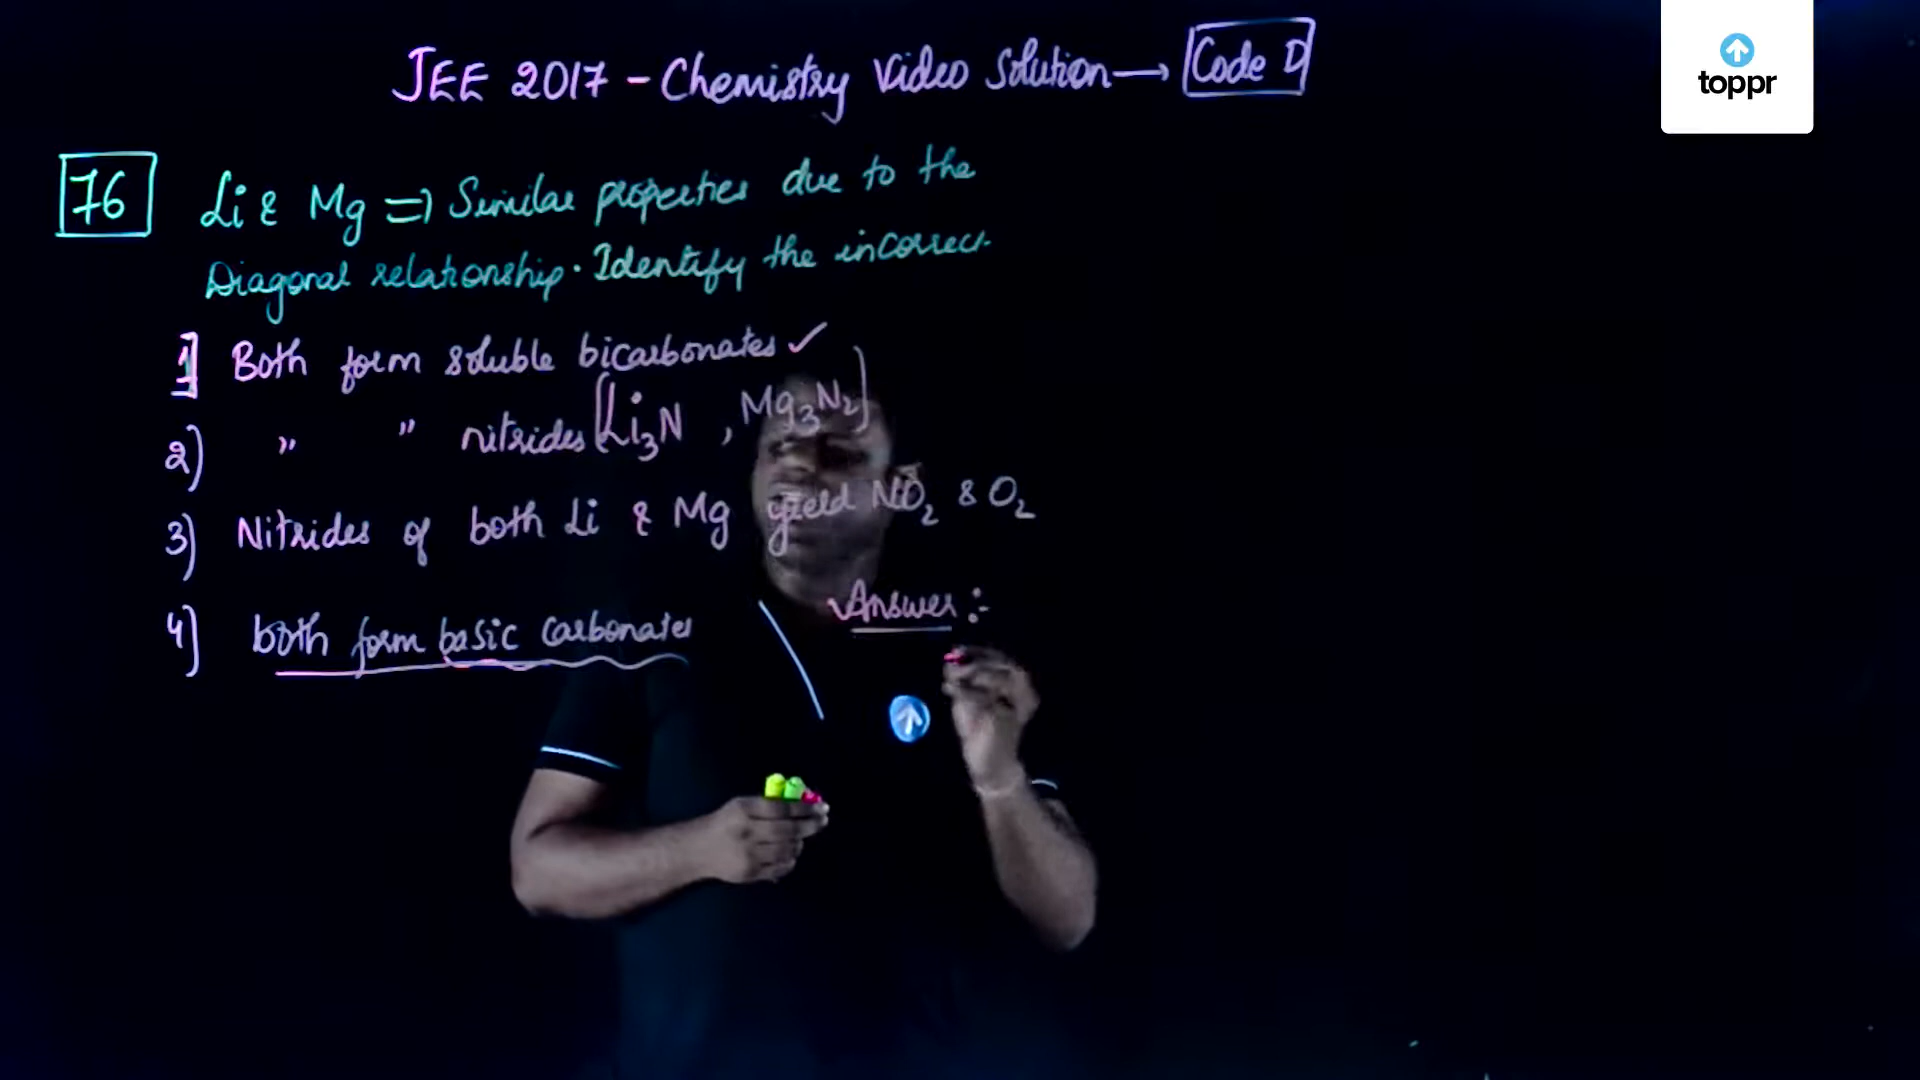 JEE 2017 - Chemistry Video Solution → Code D
toppr
76 Li & Mg ⇒ Similar properties due to the
Diagonal relationship. Identify the incorrect
1] Both form soluble bicarbonates ✓
2) " " nitrides [Li₃N , Mg₃N₂]
3) Nitrides of both Li & Mg yield NO₂ & O₂
Answer :-
4) both form basic carbonates